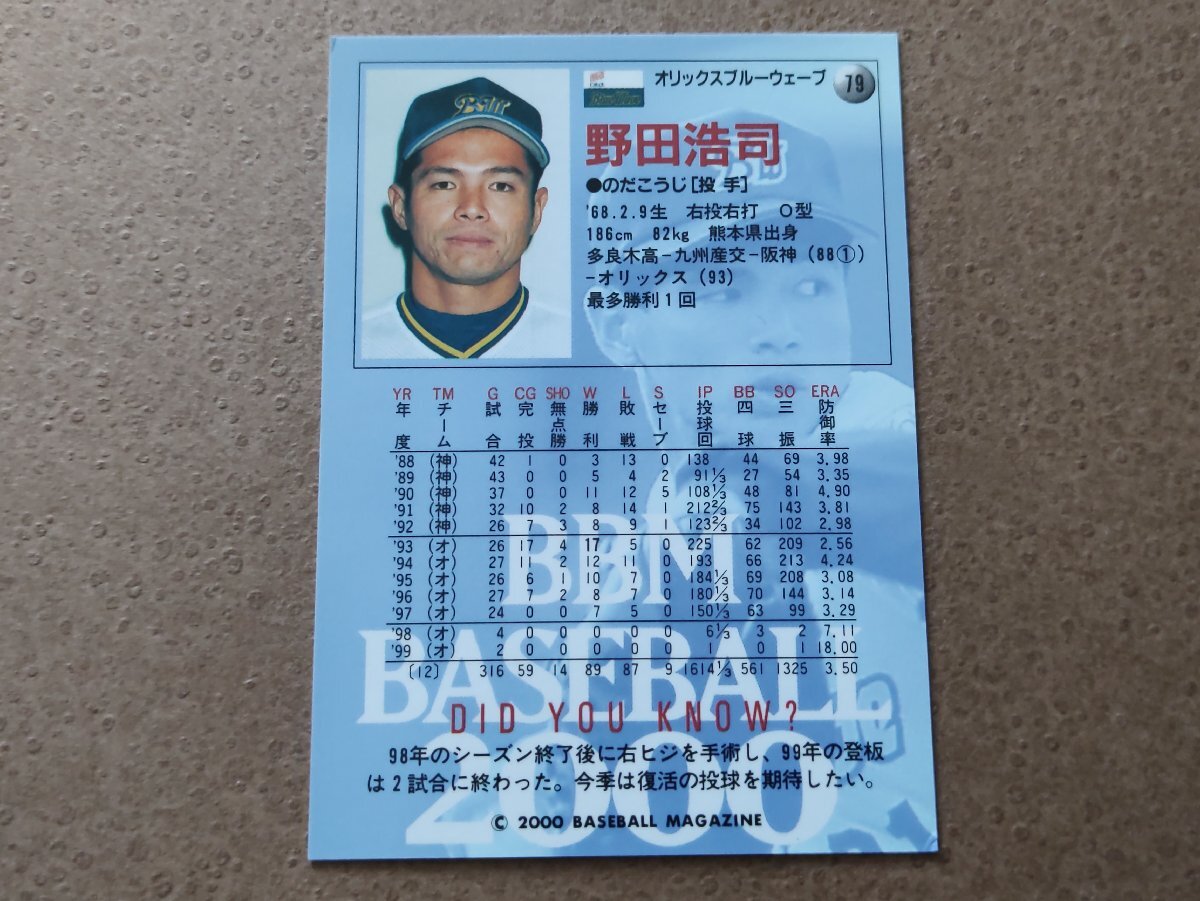 オリックスブルーウェーブ 79
野田浩司
●のだこうじ[投 手]
'68.2.9生 右投右打 O型
186cm 82kg 熊本県出身
多良木高−九州産交−阪神(88①)
−オリックス(93)
最多勝利1回
YR TM G CG SHO W L S IP BB SO ERA
年度 チーム 試合 完投 無点勝 勝利 敗戦 セーブ 投球回 四球 三振 防御率
'88 (神) 42 1 0 3 13 0 138 44 69 3.98
'89 (神) 43 0 0 5 4 2 91⅓ 27 54 3.35
'90 (神) 37 0 0 11 12 5 108⅓ 48 81 4.90
'91 (神) 32 10 2 8 14 1 212⅔ 75 143 3.81
'92 (神) 26 7 3 8 9 1 123⅔ 34 102 2.98
'93 (オ) 26 17 4 17 5 0 225 62 209 2.56
'94 (オ) 27 11 2 12 11 0 193 66 213 4.24
'95 (オ) 26 6 1 10 7 0 184⅓ 69 208 3.08
'96 (オ) 27 7 2 8 7 0 180⅓ 70 144 3.14
'97 (オ) 24 0 0 7 5 0 150⅓ 63 99 3.29
'98 (オ) 4 0 0 0 0 0 6⅓ 3 2 7.11
'99 (オ) 2 0 0 0 0 0 1 0 1 18.00
〔12〕 316 59 14 89 87 9 1614⅓ 561 1325 3.50
BBM
BASEBALL
2000
DID YOU KNOW?
98年のシーズン終了後に右ヒジを手術し、99年の登板
は2試合に終わった。今季は復活の投球を期待したい。
© 2000 BASEBALL MAGAZINE